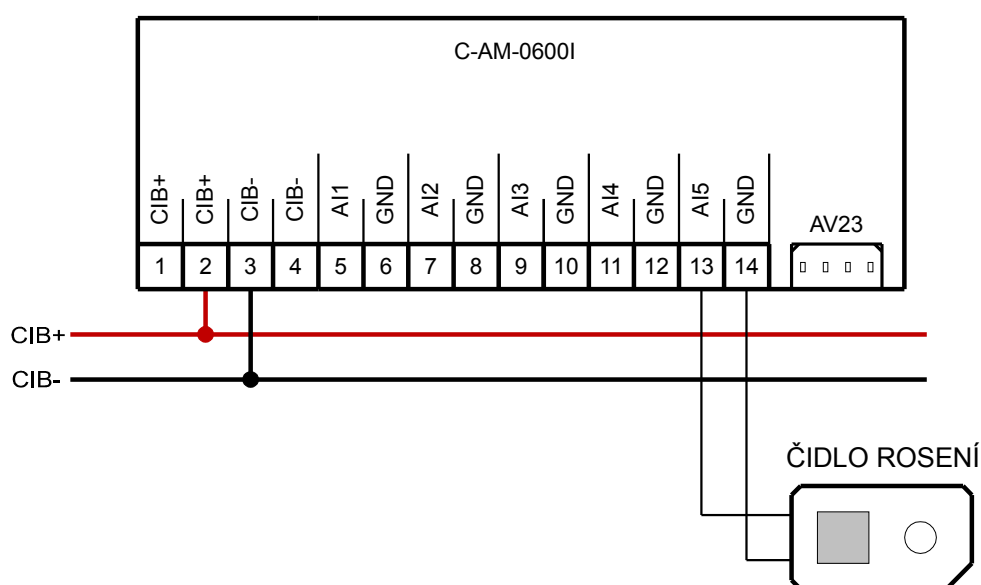 C-AM-0600I
CIB+ CIB+ CIB- CIB- AI1 GND AI2 GND AI3 GND AI4 GND AI5 GND
AV23
1 2 3 4 5 6 7 8 9 10 11 12 13 14
CIB+
CIB-
ČIDLO ROSENÍ